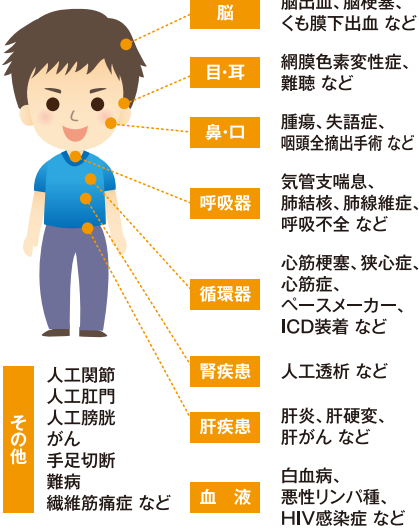 脳
脳出血、脳梗塞、
くも膜下出血 など
目・耳
網膜色素変性症、
難聴 など
鼻・口
腫瘍、失語症、
咽頭全摘出手術 など
呼吸器
気管支喘息、
肺結核、肺線維症、
呼吸不全 など
循環器
心筋梗塞、狭心症、
心筋症、
ペースメーカー、
ICD装着 など
腎疾患
人工透析 など
肝疾患
肝炎、肝硬変、
肝がん など
血 液
白血病、
悪性リンパ種、
HIV感染症 など
その他
人工関節
人工肛門
人工膀胱
がん
手足切断
難病
繊維筋痛症 など